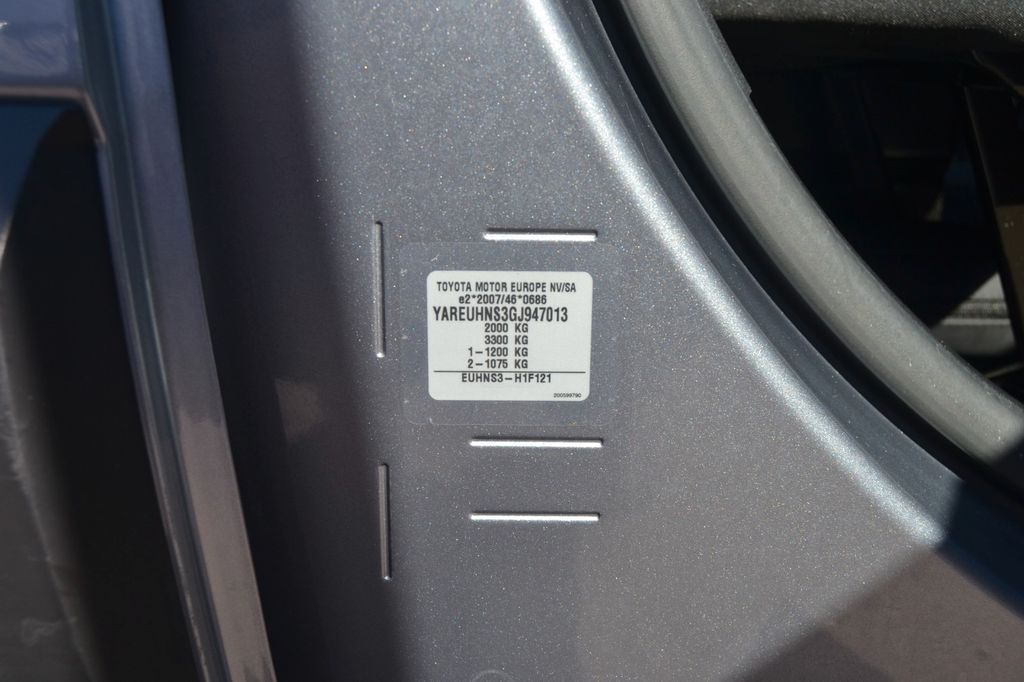 TOYOTA MOTOR EUROPE NV/SA
e2*2007/46*0686
YAREUHNS3GJ947013
2000 KG
3300 KG
1-1200 KG
2-1075 KG
EUHNS3-H1F121
200599790